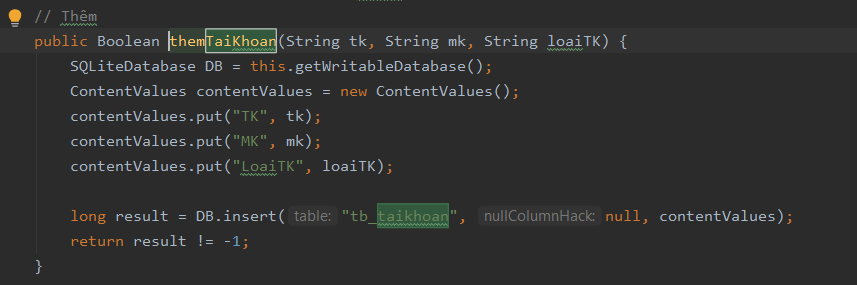 // Thêm
public Boolean themTaiKhoan(String tk, String mk, String loaiTK) {
    SQLiteDatabase DB = this.getWritableDatabase();
    ContentValues contentValues = new ContentValues();
    contentValues.put("TK", tk);
    contentValues.put("MK", mk);
    contentValues.put("LoaiTK", loaiTK);

    long result = DB.insert( table: "tb_taikhoan", nullColumnHack: null, contentValues);
    return result != -1;
}